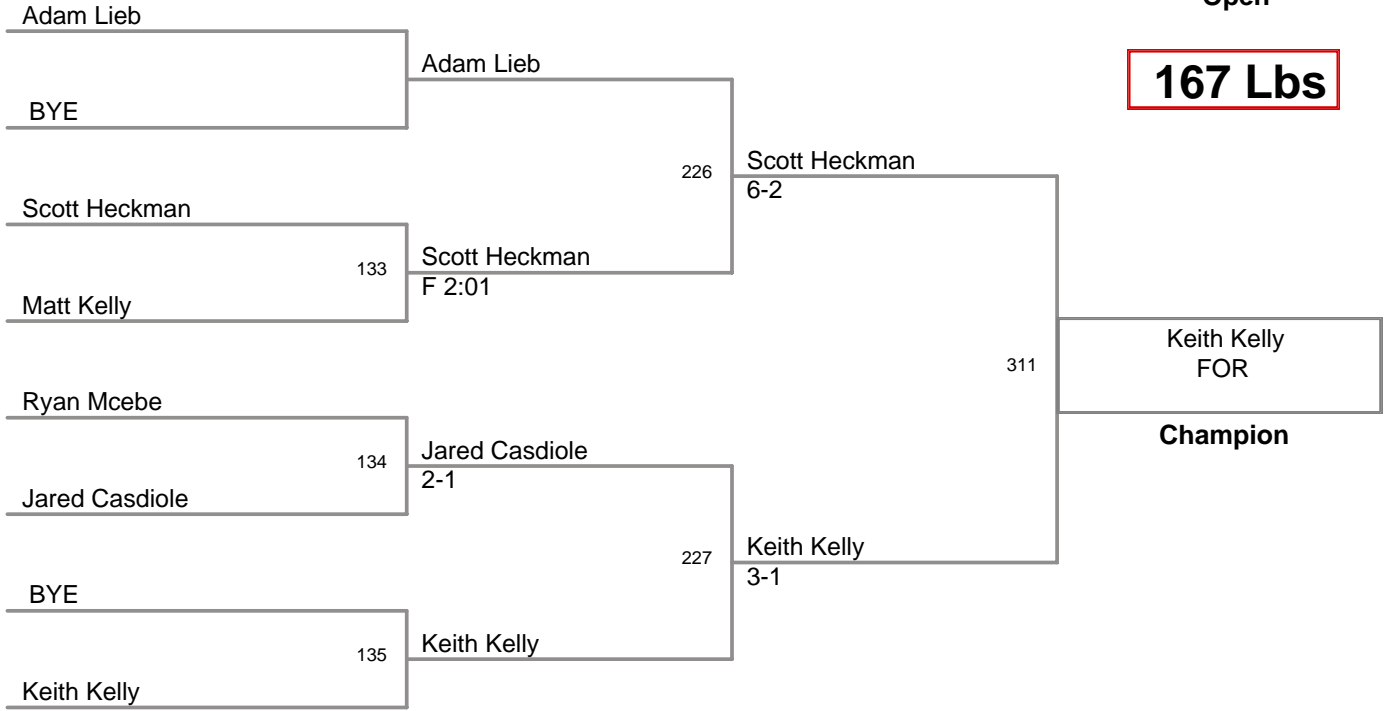 Open
167 Lbs
Adam Lieb
BYE
Adam Lieb
Scott Heckman
Matt Kelly
133
Scott Heckman
F 2:01
226
Scott Heckman
6-2
Ryan Mcebe
Jared Casdiole
134
Jared Casdiole
2-1
BYE
Keith Kelly
135
Keith Kelly
227
Keith Kelly
3-1
311
Keith Kelly
FOR
Champion